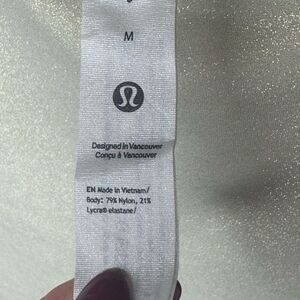 M
Designed in Vancouver
Conçu à Vancouver
EN Made in Vietnam/
Body: 79% Nylon, 21%
Lycra® elastane/